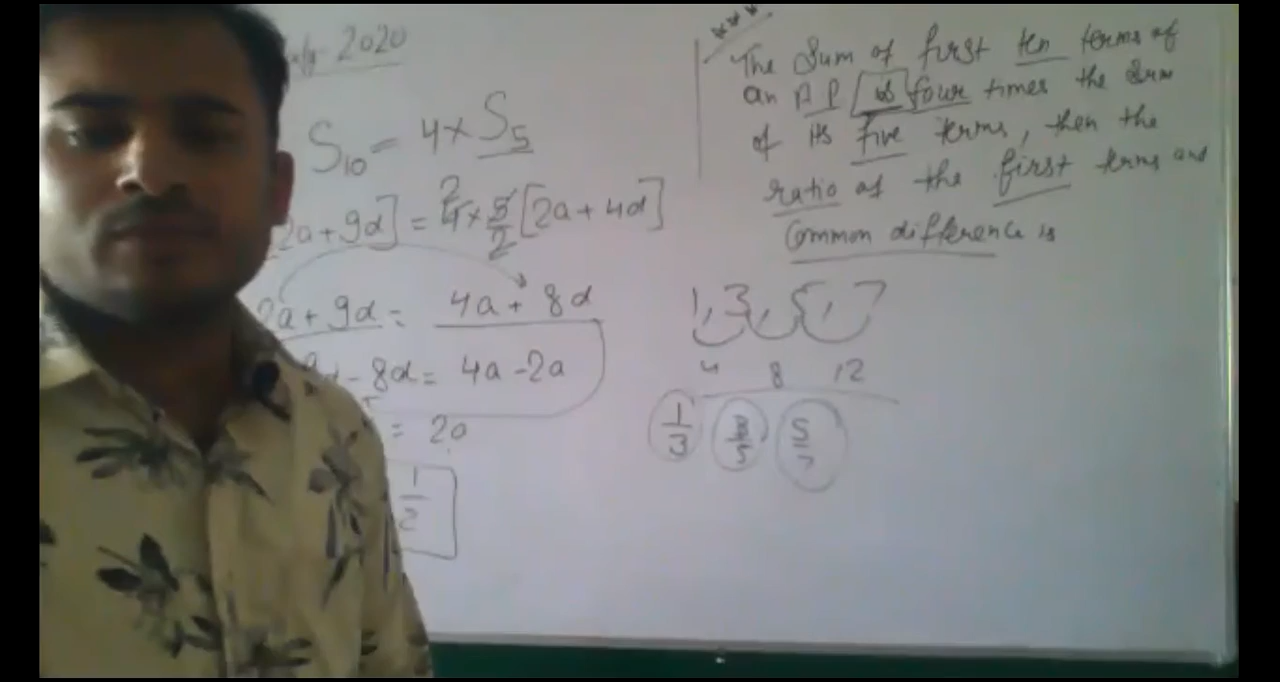 2020
S10 = 4 x S5
2a + 9d] = 4 x 5/2 [2a + 4d]
2
2a + 9d = 4a + 8d
- 8d = 4a - 2a
= 2a
1/2
The Sum of first ten terms of
an A P is four times the Sum
of its five terms, then the
ratio of the first terms and
Common difference is
1, 3, 5, 7
4 8 12
1/3 3/5 5/7